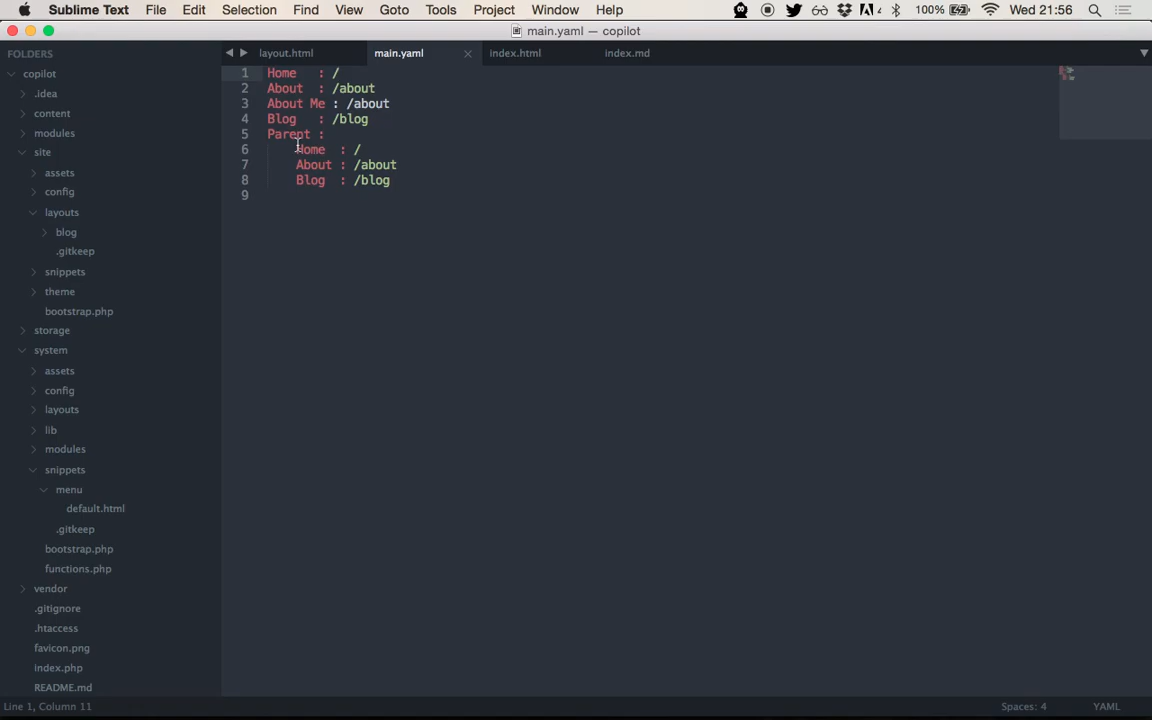 Sublime Text File Edit Selection Find View Goto Tools Project Window Help 4 100% Wed 21:56
main.yaml — copilot
FOLDERS
copilot
.idea
content
modules
site
assets
config
layouts
blog
.gitkeep
snippets
theme
bootstrap.php
storage
system
assets
config
layouts
lib
modules
snippets
menu
default.html
.gitkeep
bootstrap.php
functions.php
vendor
.gitignore
.htaccess
favicon.png
index.php
README.md
layout.html main.yaml index.html index.md
1 Home : /
2 About : /about
3 About Me : /about
4 Blog : /blog
5 Parent :
6 Home : /
7 About : /about
8 Blog : /blog
9
Line 1, Column 11 Spaces: 4 YAML